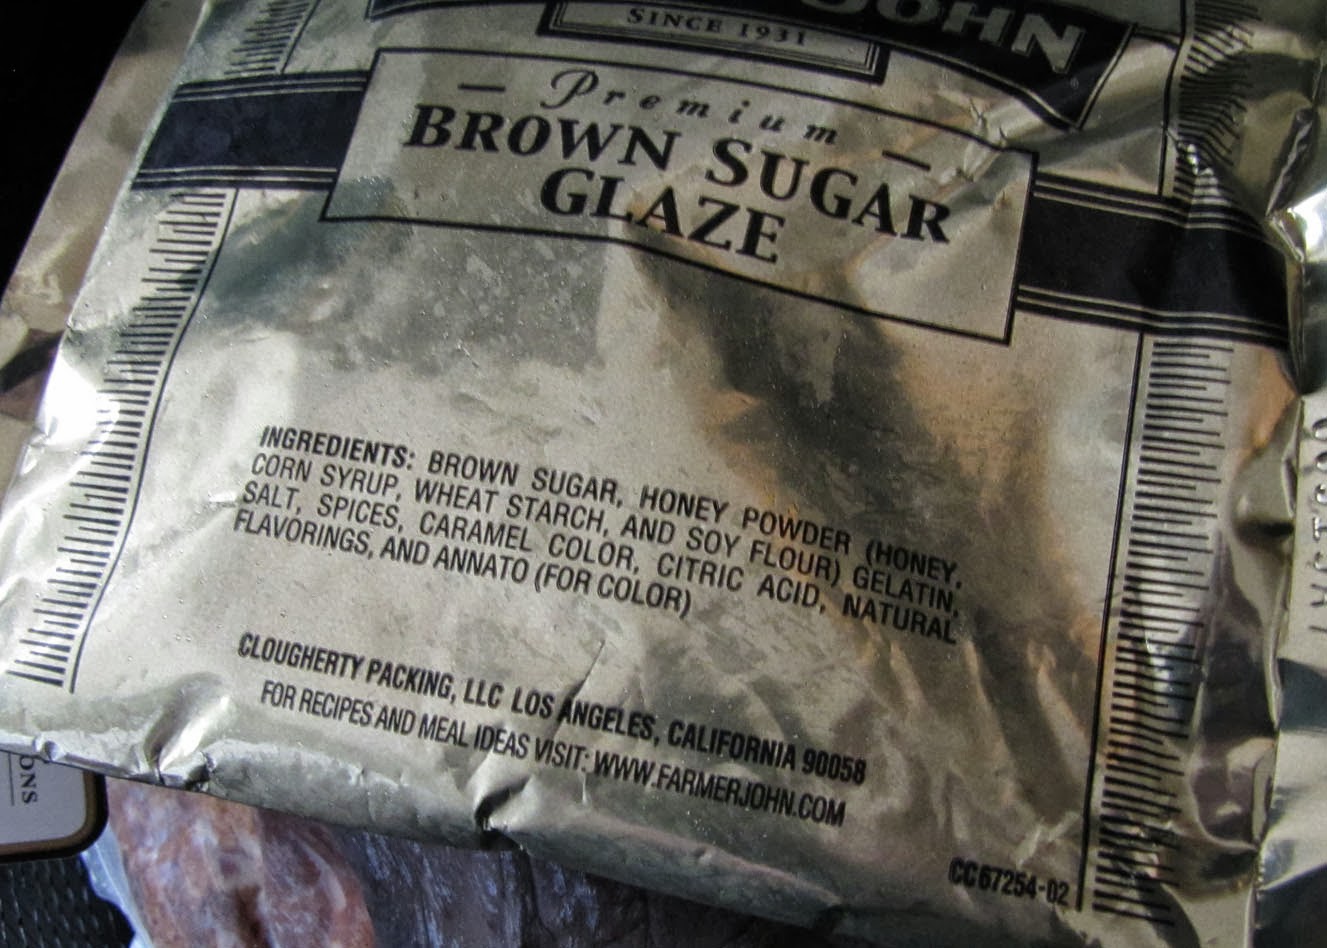 JOHN
SINCE 1931
Premium
BROWN SUGAR
GLAZE
INGREDIENTS: BROWN SUGAR, HONEY POWDER (HONEY,
CORN SYRUP, WHEAT STARCH, AND SOY FLOUR) GELATIN,
SALT, SPICES, CARAMEL COLOR, CITRIC ACID, NATURAL
FLAVORINGS, AND ANNATO (FOR COLOR)
CLOUGHERTY PACKING, LLC LOS ANGELES, CALIFORNIA 90058
FOR RECIPES AND MEAL IDEAS VISIT: WWW.FARMERJOHN.COM
CC67254-02
ONS